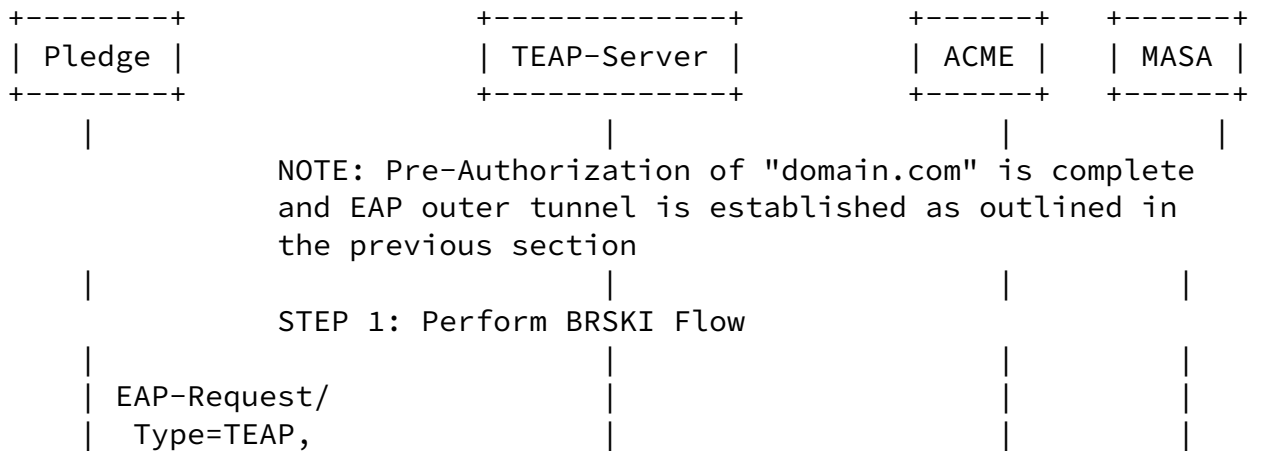 +--------+                 +-------------+          +------+   +------+
| Pledge |                 | TEAP-Server |          | ACME |   | MASA |
+--------+                 +-------------+          +------+   +------+
    |                             |                     |          |
               NOTE: Pre-Authorization of "domain.com" is complete
               and EAP outer tunnel is established as outlined in
               the previous section
    |                             |                     |        |
               STEP 1: Perform BRSKI Flow
    |                             |                     |        |
    | EAP-Request/                |                     |        |
    |  Type=TEAP,                 |                     |        |